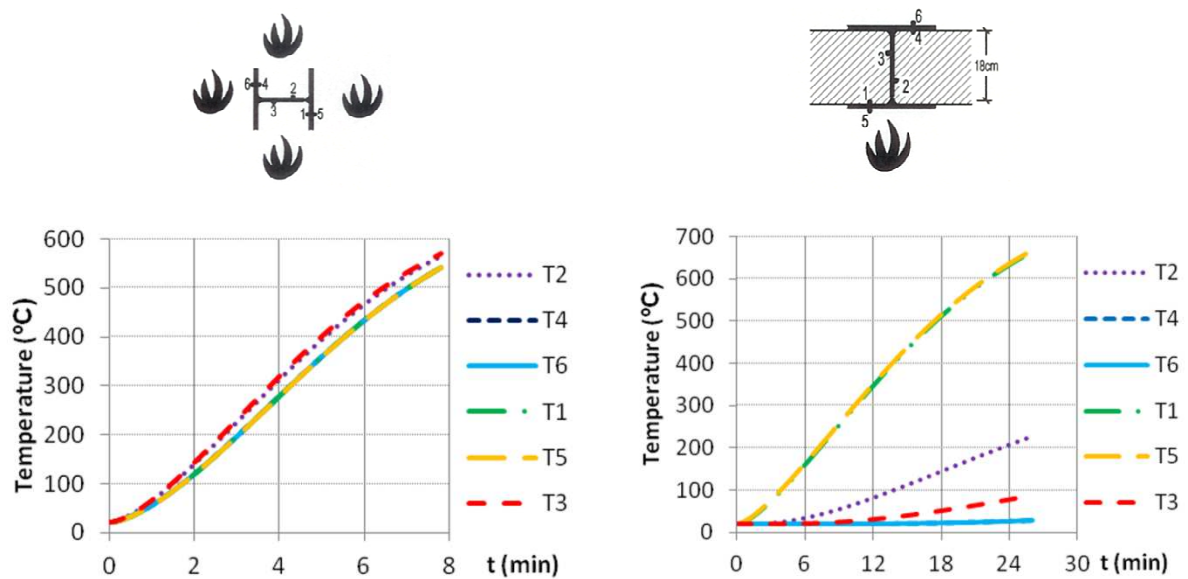 6 4 2
3 1 5
6
4
3
18cm
2
1
5
600
500
400
300
200
100
0
0 2 4 6 8 t (min)
Temperature (ºC)
T2
T4
T6
T1
T5
T3
700
600
500
400
300
200
100
0
0 6 12 18 24 30
t (min)
Temperature (ºC)
T2
T4
T6
T1
T5
T3